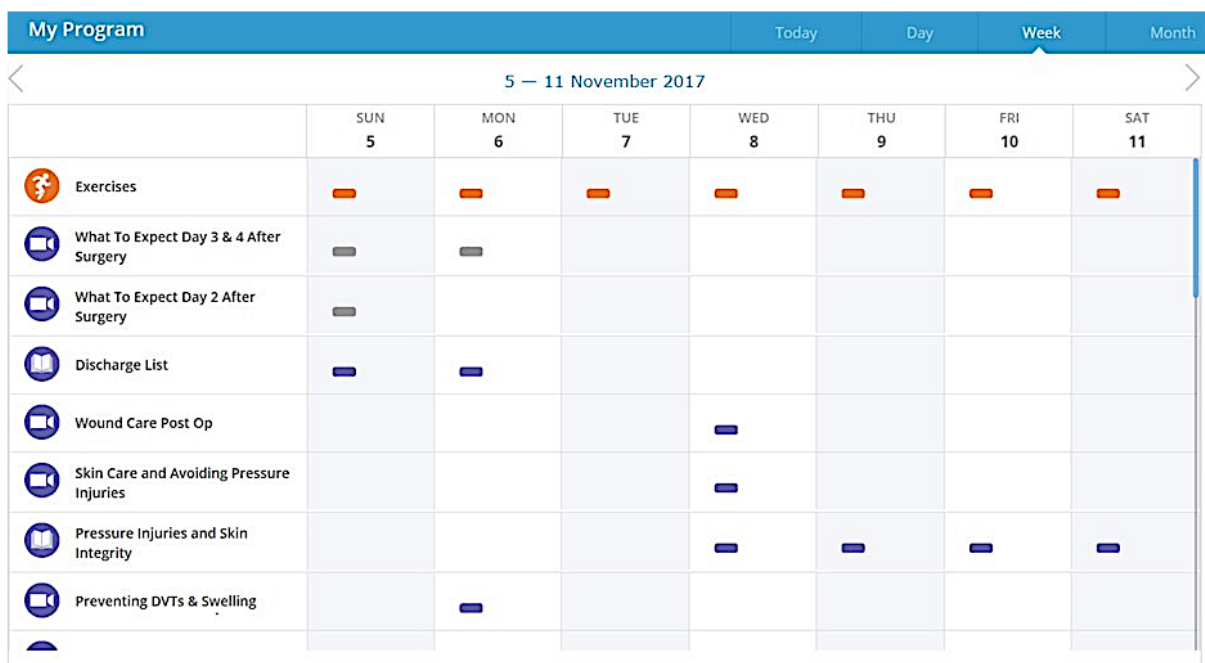 My Program
Today
Day
Week
Month
5 — 11 November 2017
SUN
MON
TUE
WED
THU
FRI
SAT
5
6
7
8
9
10
11
Exercises
What To Expect Day 3 & 4 After
Surgery
What To Expect Day 2 After
Surgery
Discharge List
Wound Care Post Op
Skin Care and Avoiding Pressure
Injuries
Pressure Injuries and Skin
Integrity
Preventing DVTs & Swelling